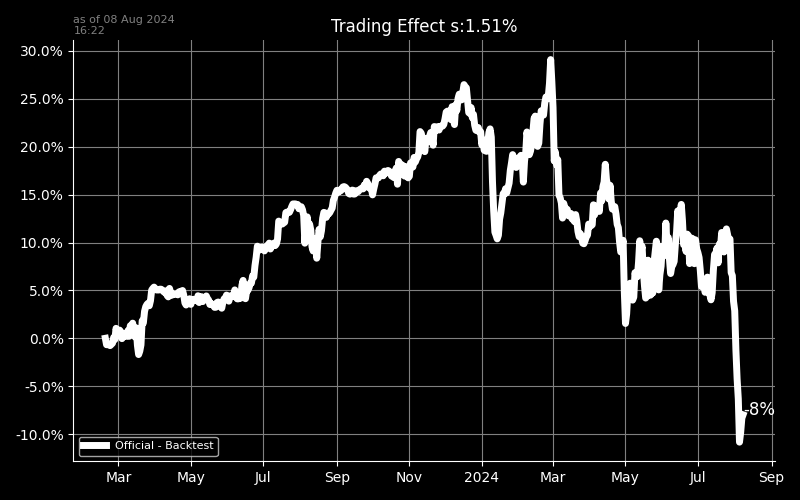 as of 08 Aug 2024
16:22
Trading Effect s:1.51%
30.0%
25.0%
20.0%
15.0%
10.0%
5.0%
0.0%
-5.0%
-10.0%
-8%
Official - Backtest
Mar May Jul Sep Nov 2024 Mar May Jul Sep